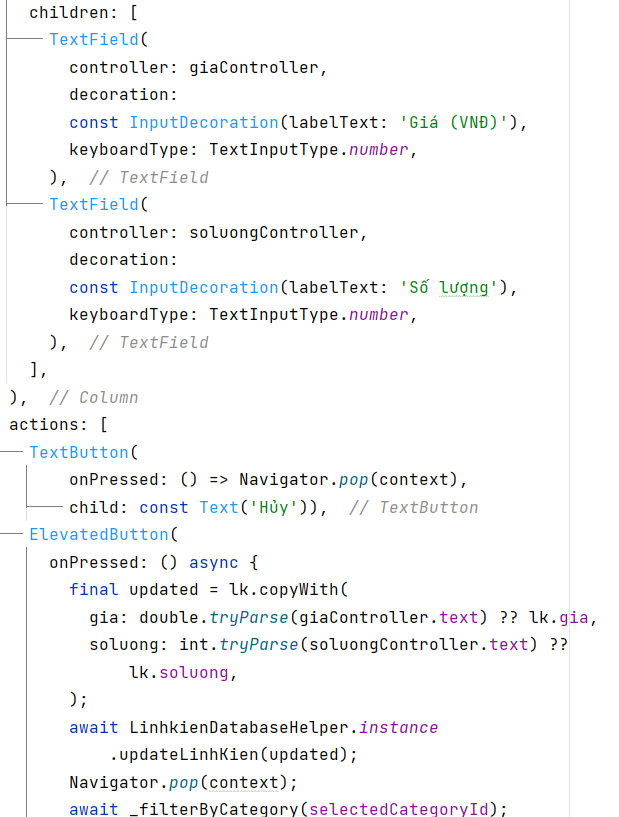 children: [
TextField(
controller: giaController,
decoration:
const InputDecoration(labelText: 'Giá (VNĐ)'),
keyboardType: TextInputType.number,
), // TextField
TextField(
controller: soluongController,
decoration:
const InputDecoration(labelText: 'Số lượng'),
keyboardType: TextInputType.number,
), // TextField
],
), // Column
actions: [
TextButton(
onPressed: () => Navigator.pop(context),
child: const Text('Hủy')), // TextButton
ElevatedButton(
onPressed: () async {
final updated = lk.copyWith(
gia: double.tryParse(giaController.text) ?? lk.gia,
soluong: int.tryParse(soluongController.text) ??
lk.soluong,
);
await LinhkienDatabaseHelper.instance
.updateLinhKien(updated);
Navigator.pop(context);
await _filterByCategory(selectedCategoryId);